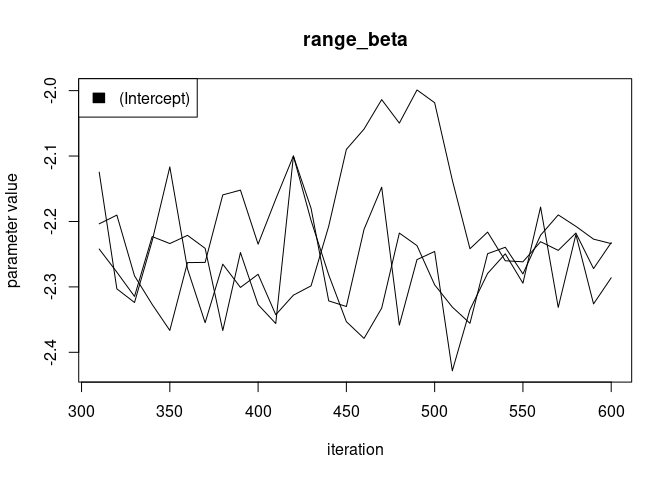 range_beta
(Intercept)
parameter value
-2.0
-2.1
-2.2
-2.3
-2.4
300 350 400 450 500 550 600
iteration